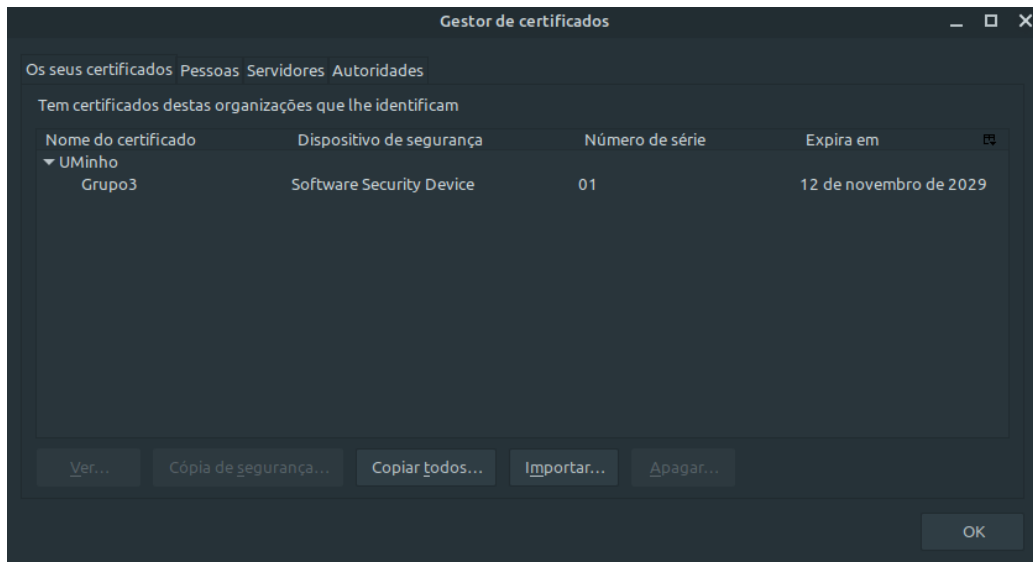 Gestor de certificados
Os seus certificados Pessoas Servidores Autoridades
Tem certificados destas organizações que lhe identificam
Nome do certificado Dispositivo de segurança Número de série Expira em
UMinho
Grupo3 Software Security Device 01 12 de novembro de 2029
Ver... Cópia de segurança... Copiar todos... Importar... Apagar...
OK